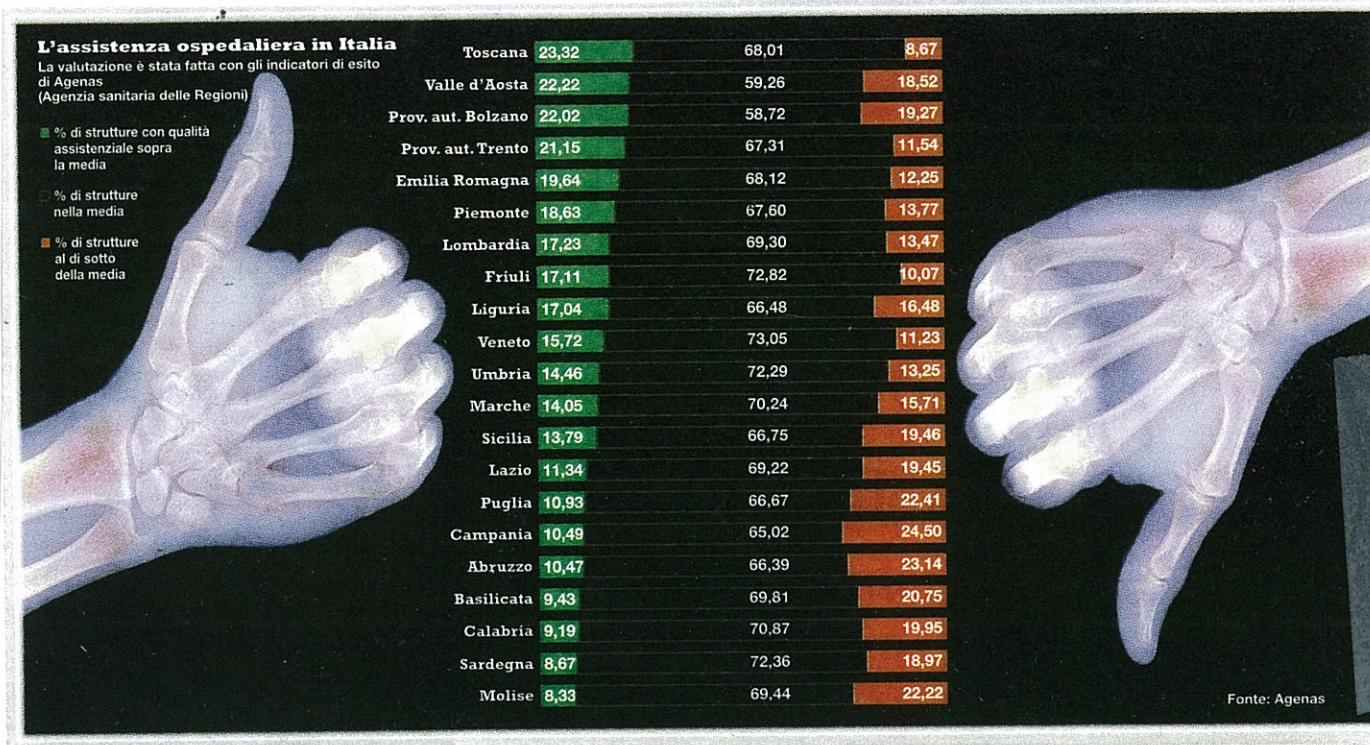 L'assistenza ospedaliera in Italia
La valutazione è stata fatta con gli indicatori di esito
di Agenas
(Agenzia sanitaria delle Regioni)
% di strutture con qualità
assistenziale sopra
la media
% di strutture
nella media
% di strutture
al di sotto
della media
Toscana 23,32 68,01 8,67
Valle d'Aosta 22,22 59,26 18,52
Prov. aut. Bolzano 22,02 58,72 19,27
Prov. aut. Trento 21,15 67,31 11,54
Emilia Romagna 19,64 68,12 12,25
Piemonte 18,63 67,60 13,77
Lombardia 17,23 69,30 13,47
Friuli 17,11 72,82 10,07
Liguria 17,04 66,48 16,48
Veneto 15,72 73,05 11,23
Umbria 14,46 72,29 13,25
Marche 14,05 70,24 15,71
Sicilia 13,79 66,75 19,46
Lazio 11,34 69,22 19,45
Puglia 10,93 66,67 22,41
Campania 10,49 65,02 24,50
Abruzzo 10,47 66,39 23,14
Basilicata 9,43 69,81 20,75
Calabria 9,19 70,87 19,95
Sardegna 8,67 72,36 18,97
Molise 8,33 69,44 22,22
Fonte: Agenas